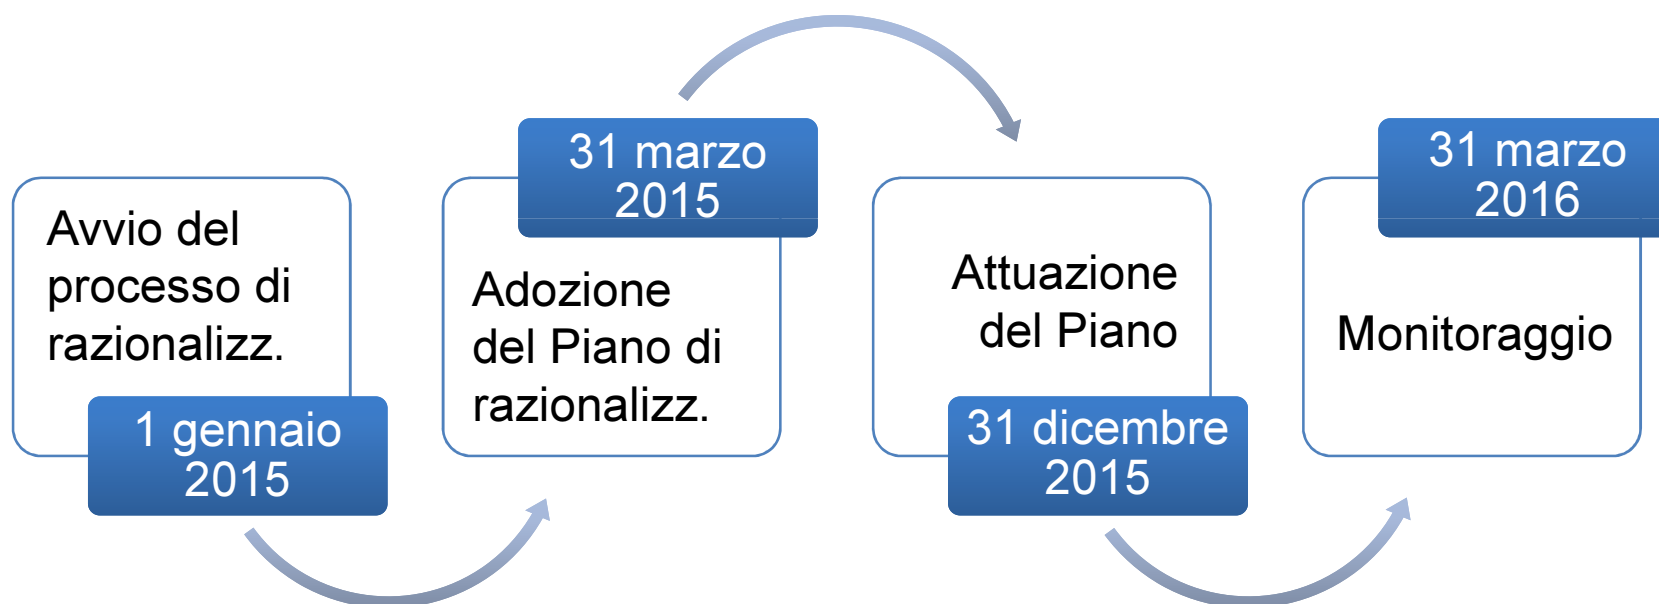 Avvio del
processo di
razionalizz.
1 gennaio
2015
31 marzo
2015
Adozione
del Piano di
razionalizz.
Attuazione
del Piano
31 dicembre
2015
31 marzo
2016
Monitoraggio